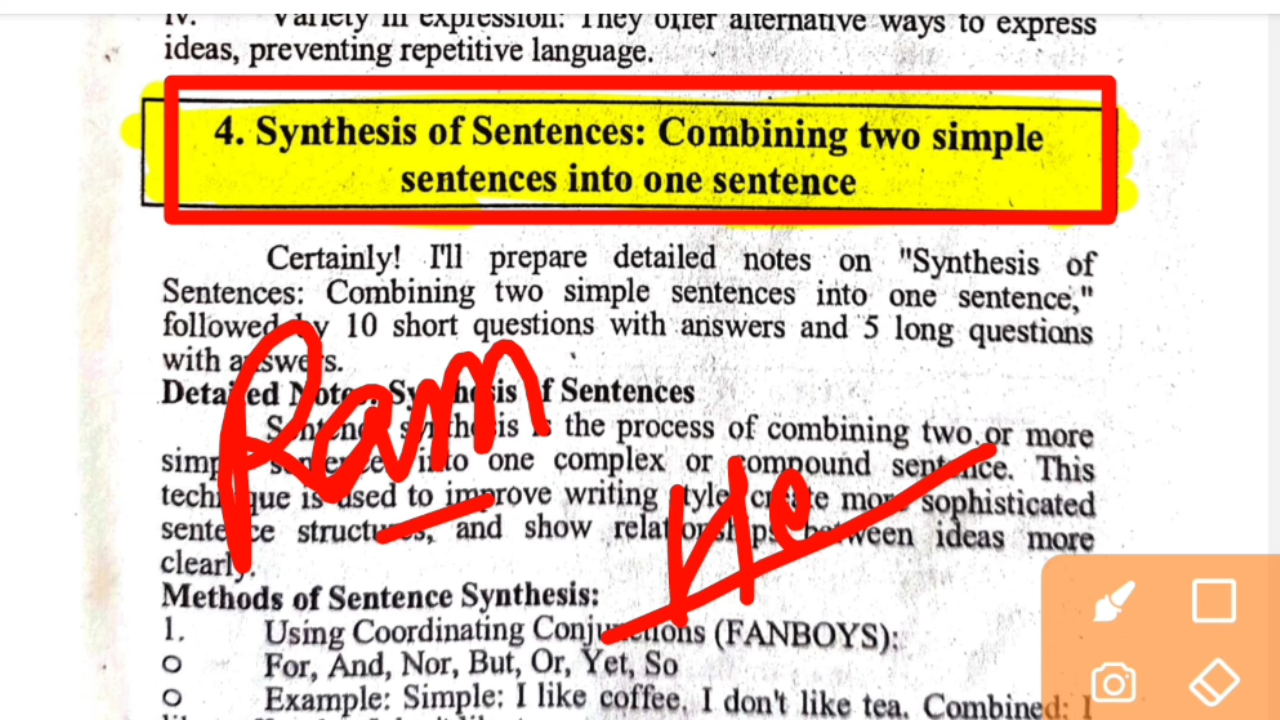 iv. Variety in expression: They offer alternative ways to express
ideas, preventing repetitive language.
4. Synthesis of Sentences: Combining two simple
sentences into one sentence
Certainly! I'll prepare detailed notes on "Synthesis of
Sentences: Combining two simple sentences into one sentence,"
followed by 10 short questions with answers and 5 long questions
with answers.
Detailed Notes: Synthesis of Sentences
Sentence synthesis is the process of combining two or more
simple sentences into one complex or compound sentence. This
technique is used to improve writing style, create more sophisticated
sentence structures, and show relationships between ideas more
clearly.
Ram
He
Methods of Sentence Synthesis:
1. Using Coordinating Conjunctions (FANBOYS):
o For, And, Nor, But, Or, Yet, So
o Example: Simple: I like coffee. I don't like tea. Combined: I